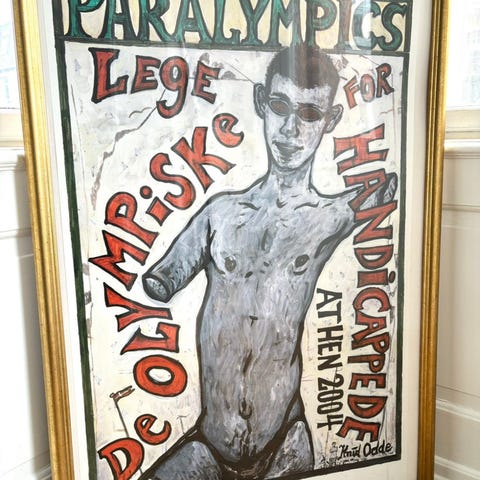 PARALYMPICS
De OLYMPiSKe
LEGE
FOR
HANDiCAPPEDE
ATHEN 2004
Knud Odde